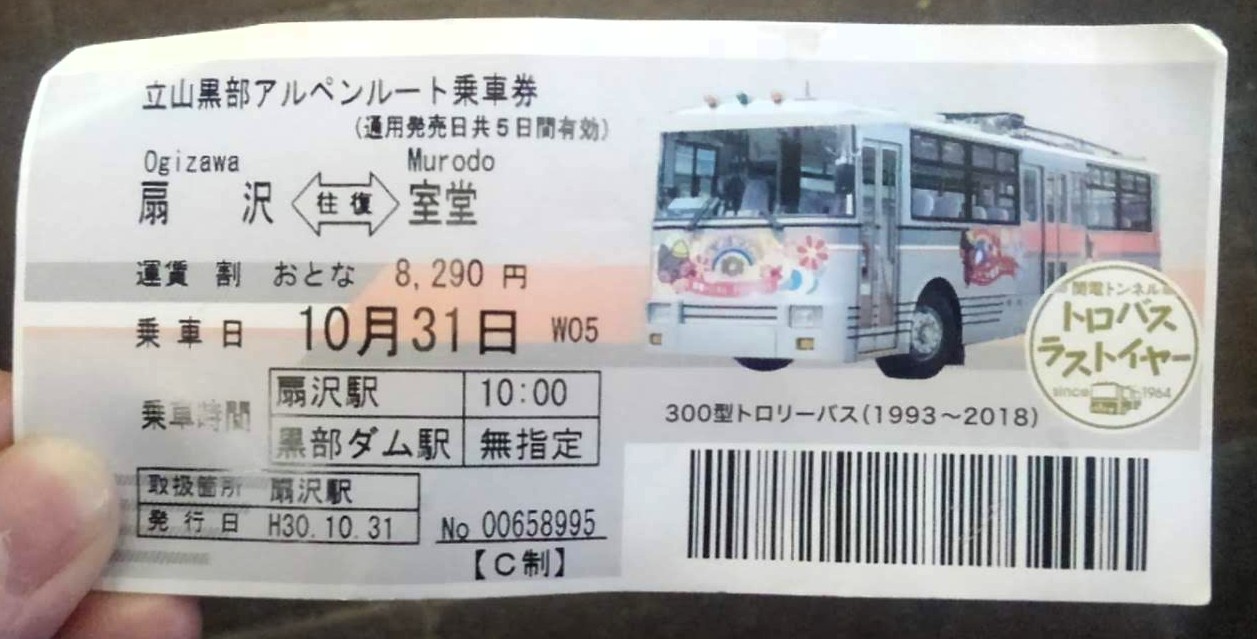 立山黒部アルペンルート乗車券
(通用発売日共5日間有効)
Ogizawa Murodo
扇 沢 往復 室堂
運賃 割 おとな 8,290 円
乗車日 10月31日 W05
乗車時間
扇沢駅 10:00
黒部ダム駅 無指定
取扱箇所 扇沢駅
発行日 H30.10.31
No 00658995
【C制】
関電トンネル
トロバス
ラストイヤー
since 1964
300型トロリーバス(1993～2018)